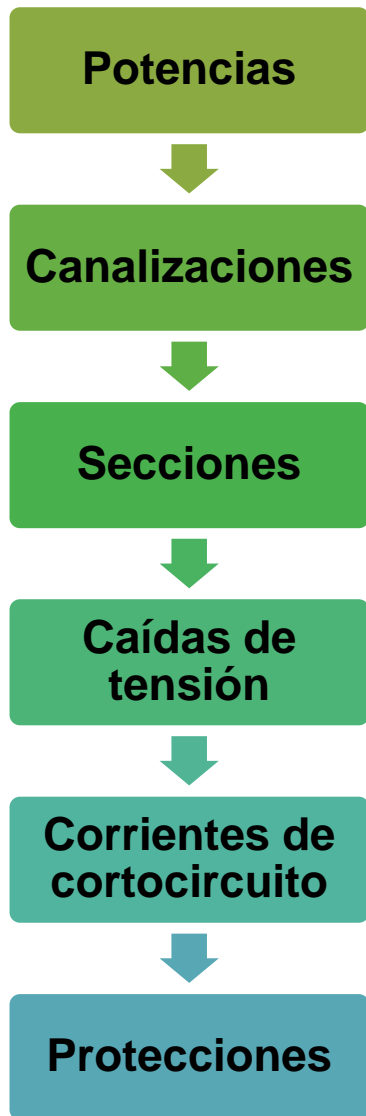 Potencias
Canalizaciones
Secciones
Caídas de
tensión
Corrientes de
cortocircuito
Protecciones